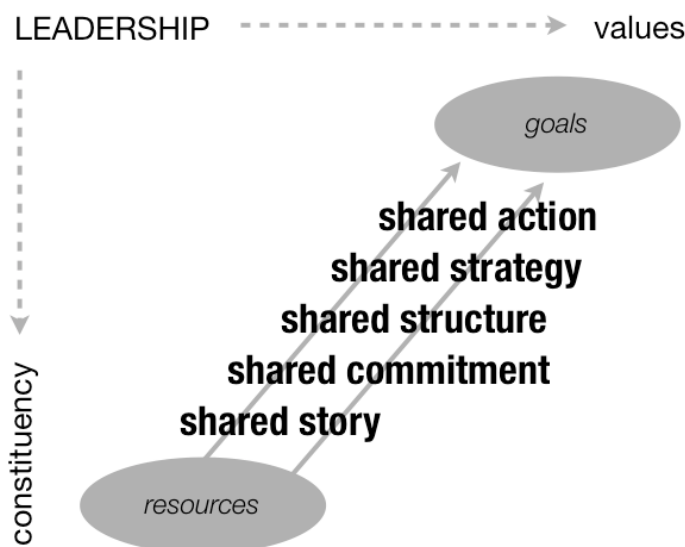 LEADERSHIP
values
goals
shared action
shared strategy
shared structure
shared commitment
shared story
constituency
resources